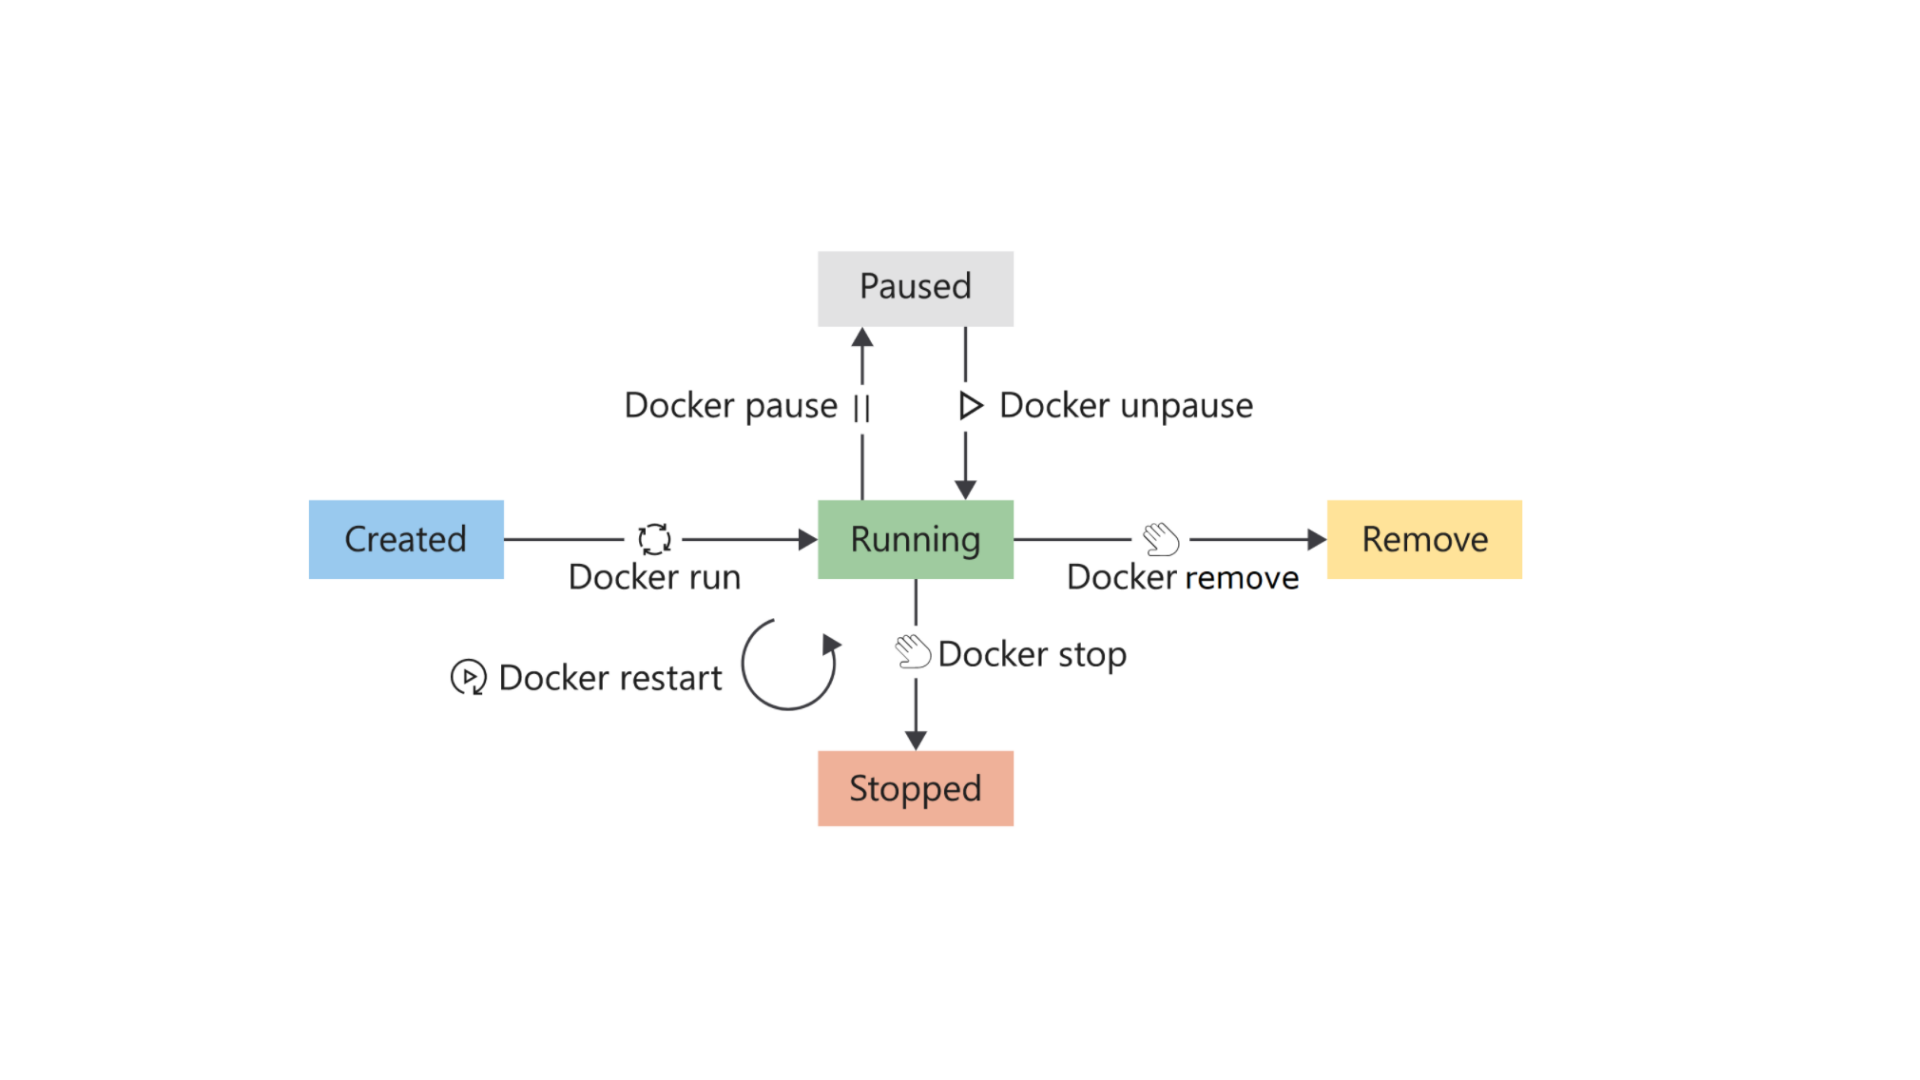 Paused
Docker pause
Docker unpause
Created
Running
Remove
Docker run
Docker remove
Docker stop
Docker restart
Stopped